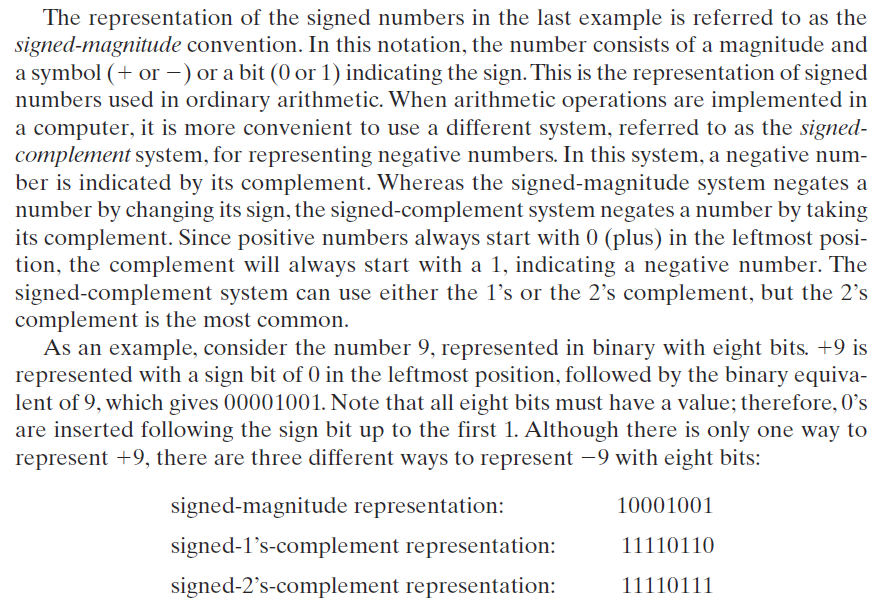 The representation of the signed numbers in the last example is referred to as the
signed-magnitude convention. In this notation, the number consists of a magnitude and
a symbol (+ or −) or a bit (0 or 1) indicating the sign. This is the representation of signed
numbers used in ordinary arithmetic. When arithmetic operations are implemented in
a computer, it is more convenient to use a different system, referred to as the signed-
complement system, for representing negative numbers. In this system, a negative num-
ber is indicated by its complement. Whereas the signed-magnitude system negates a
number by changing its sign, the signed-complement system negates a number by taking
its complement. Since positive numbers always start with 0 (plus) in the leftmost posi-
tion, the complement will always start with a 1, indicating a negative number. The
signed-complement system can use either the 1’s or the 2’s complement, but the 2’s
complement is the most common.
As an example, consider the number 9, represented in binary with eight bits. +9 is
represented with a sign bit of 0 in the leftmost position, followed by the binary equiva-
lent of 9, which gives 00001001. Note that all eight bits must have a value; therefore, 0’s
are inserted following the sign bit up to the first 1. Although there is only one way to
represent +9, there are three different ways to represent −9 with eight bits:
signed-magnitude representation: 10001001
signed-1’s-complement representation: 11110110
signed-2’s-complement representation: 11110111